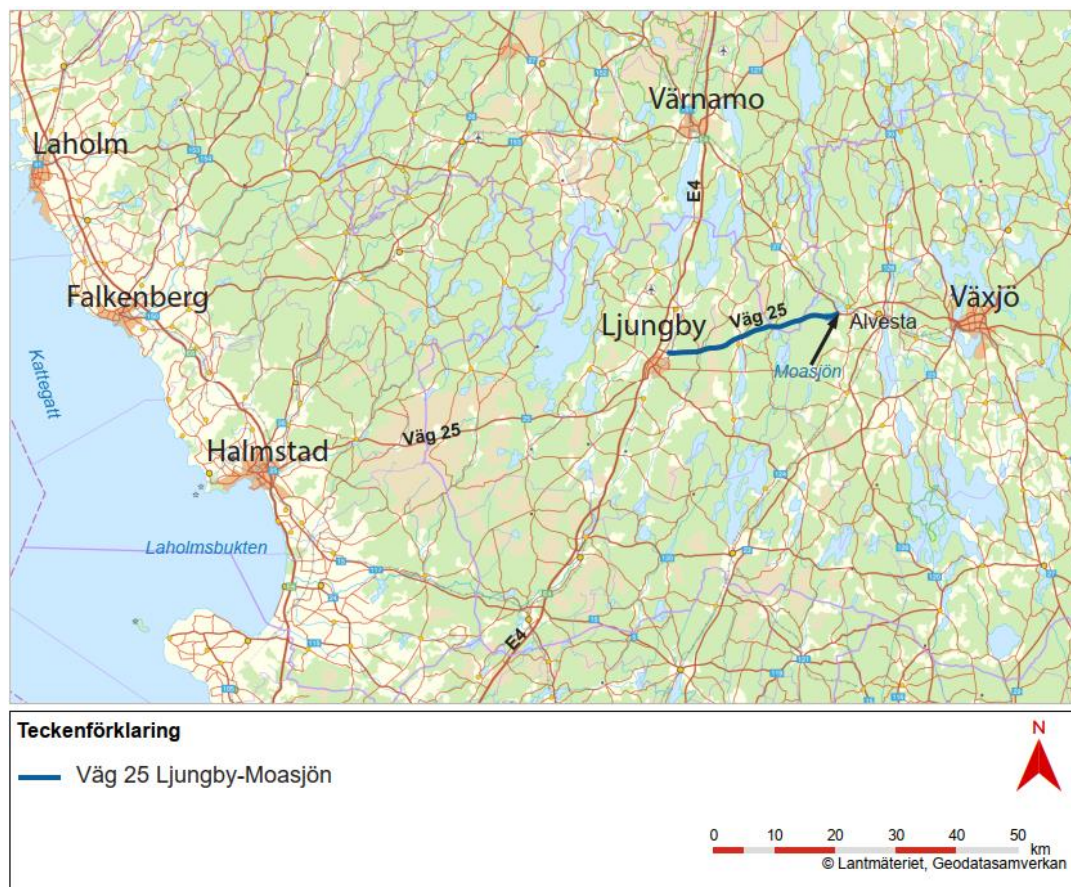 Värnamo
Laholm
E4
Falkenberg
Växjö
Ljungby
Väg 25
Alvesta
Moasjön
Kattegatt
Väg 25
Halmstad
Laholmsbukten
E4
Teckenförklaring
Väg 25 Ljungby-Moasjön
N
0 10 20 30 40 50
km
© Lantmäteriet, Geodatasamverkan